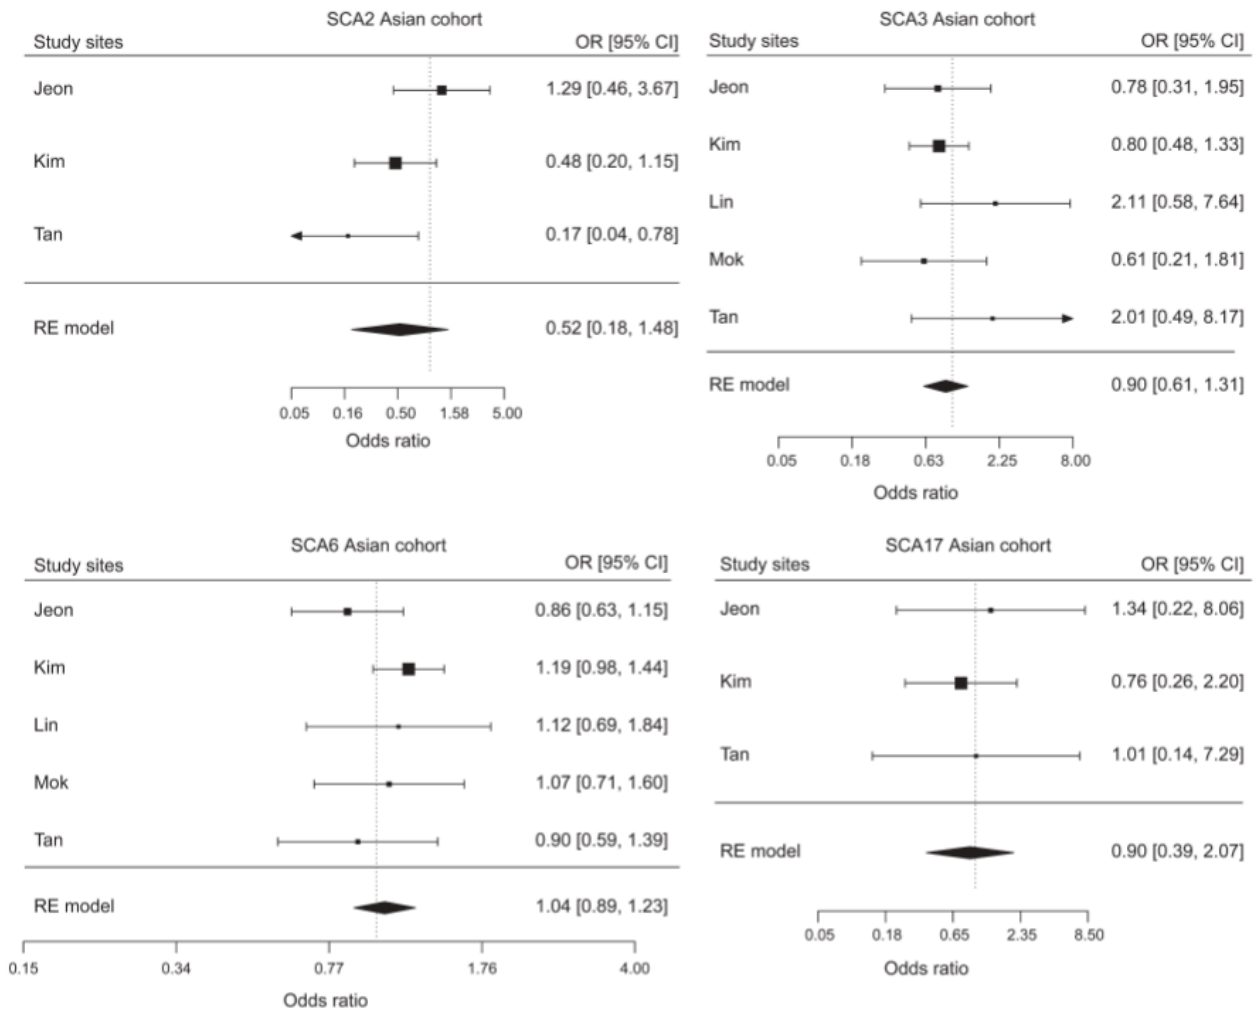 SCA2 Asian cohort
Study sites OR [95% CI]
Jeon 1.29 [0.46, 3.67]
Kim 0.48 [0.20, 1.15]
Tan 0.17 [0.04, 0.78]
RE model 0.52 [0.18, 1.48]
0.05 0.16 0.50 1.58 5.00
Odds ratio
SCA3 Asian cohort
Study sites OR [95% CI]
Jeon 0.78 [0.31, 1.95]
Kim 0.80 [0.48, 1.33]
Lin 2.11 [0.58, 7.64]
Mok 0.61 [0.21, 1.81]
Tan 2.01 [0.49, 8.17]
RE model 0.90 [0.61, 1.31]
0.05 0.18 0.63 2.25 8.00
Odds ratio
SCA6 Asian cohort
Study sites OR [95% CI]
Jeon 0.86 [0.63, 1.15]
Kim 1.19 [0.98, 1.44]
Lin 1.12 [0.69, 1.84]
Mok 1.07 [0.71, 1.60]
Tan 0.90 [0.59, 1.39]
RE model 1.04 [0.89, 1.23]
0.15 0.34 0.77 1.76 4.00
Odds ratio
SCA17 Asian cohort
Study sites OR [95% CI]
Jeon 1.34 [0.22, 8.06]
Kim 0.76 [0.26, 2.20]
Tan 1.01 [0.14, 7.29]
RE model 0.90 [0.39, 2.07]
0.05 0.18 0.65 2.35 8.50
Odds ratio